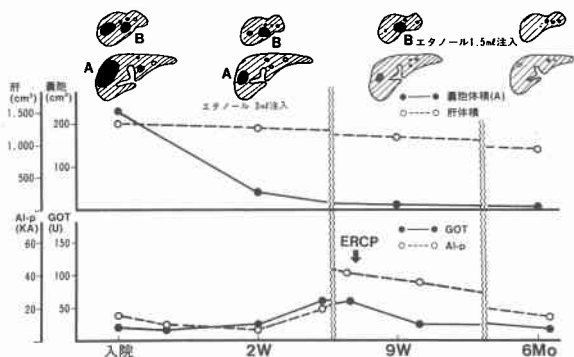 B
A
B
A
B エタノール1.5ml注入
肝
(cm³)
嚢胞
(cm³)
エタノール 3ml注入
嚢胞体積(A)
肝体積
1.500
1.000
500
200
100
Al-p
(KA)
GOT
(U)
GOT
Al-p
ERCP
60
40
20
150
100
50
入院
2W
9W
6Mo